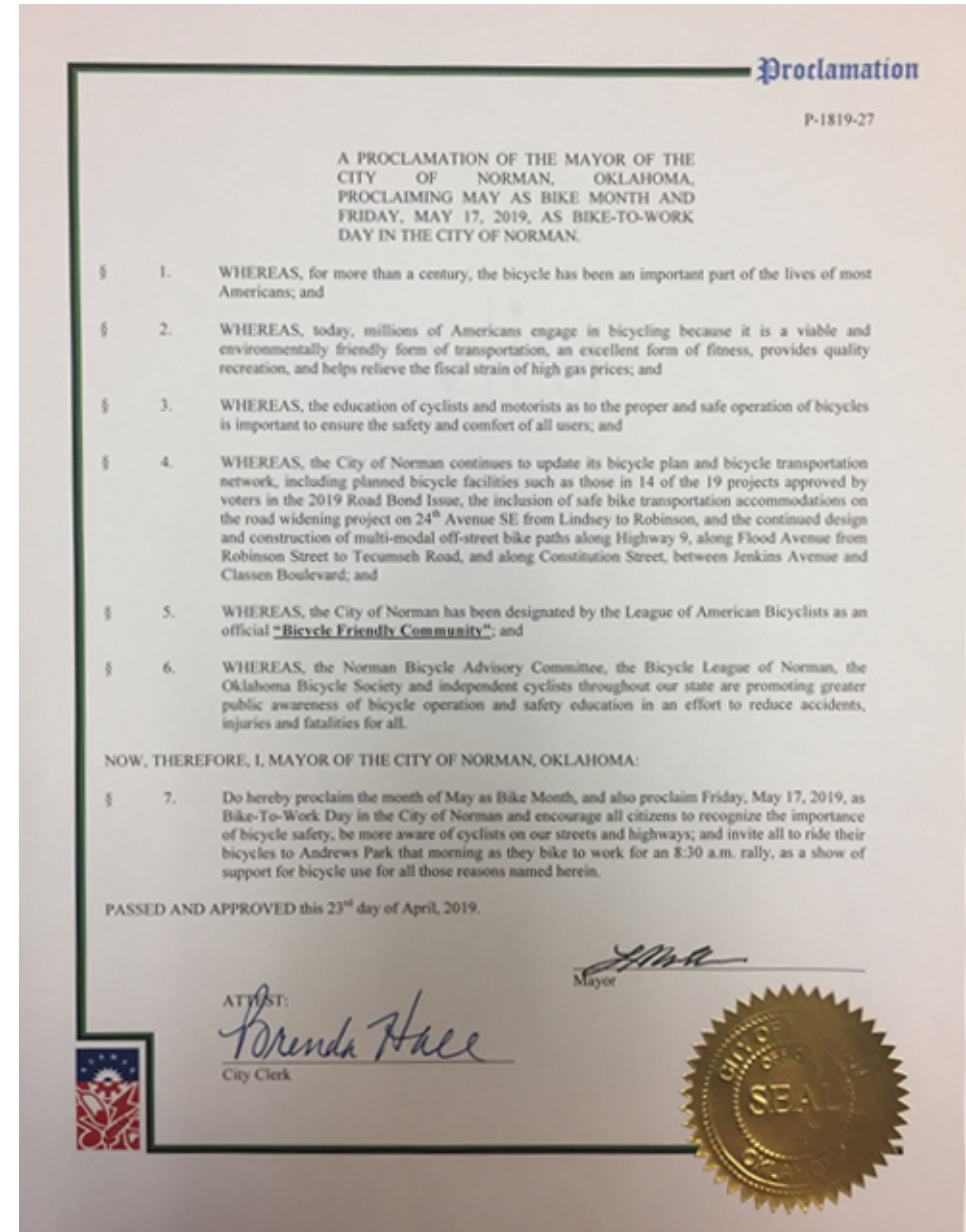 Proclamation
P-1819-27
A PROCLAMATION OF THE MAYOR OF THE
CITY OF NORMAN, OKLAHOMA,
PROCLAIMING MAY AS BIKE MONTH AND
FRIDAY, MAY 17, 2019, AS BIKE-TO-WORK
DAY IN THE CITY OF NORMAN.
§ 1. WHEREAS, for more than a century, the bicycle has been an important part of the lives of most
Americans; and
§ 2. WHEREAS, today, millions of Americans engage in bicycling because it is a viable and
environmentally friendly form of transportation, an excellent form of fitness, provides quality
recreation, and helps relieve the fiscal strain of high gas prices; and
§ 3. WHEREAS, the education of cyclists and motorists as to the proper and safe operation of bicycles
is important to ensure the safety and comfort of all users; and
§ 4. WHEREAS, the City of Norman continues to update its bicycle plan and bicycle transportation
network, including planned bicycle facilities such as those in 14 of the 19 projects approved by
voters in the 2019 Road Bond Issue, the inclusion of safe bike transportation accommodations on
the road widening project on 24th Avenue SE from Lindsey to Robinson, and the continued design
and construction of multi-modal off-street bike paths along Highway 9, along Flood Avenue from
Robinson Street to Tecumseh Road, and along Constitution Street, between Jenkins Avenue and
Classen Boulevard; and
§ 5. WHEREAS, the City of Norman has been designated by the League of American Bicyclists as an
official "Bicycle Friendly Community"; and
§ 6. WHEREAS, the Norman Bicycle Advisory Committee, the Bicycle League of Norman, the
Oklahoma Bicycle Society and independent cyclists throughout our state are promoting greater
public awareness of bicycle operation and safety education in an effort to reduce accidents,
injuries and fatalities for all.
NOW, THEREFORE, I, MAYOR OF THE CITY OF NORMAN, OKLAHOMA:
§ 7. Do hereby proclaim the month of May as Bike Month, and also proclaim Friday, May 17, 2019, as
Bike-To-Work Day in the City of Norman and encourage all citizens to recognize the importance
of bicycle safety, be more aware of cyclists on our streets and highways; and invite all to ride their
bicycles to Andrews Park that morning as they bike to work for an 8:30 a.m. rally, as a show of
support for bicycle use for all those reasons named herein.
PASSED AND APPROVED this 23rd day of April, 2019.
Mayor
ATTEST:
Brenda Hall
City Clerk
CITY OF
SEAL
OKLAHOMA